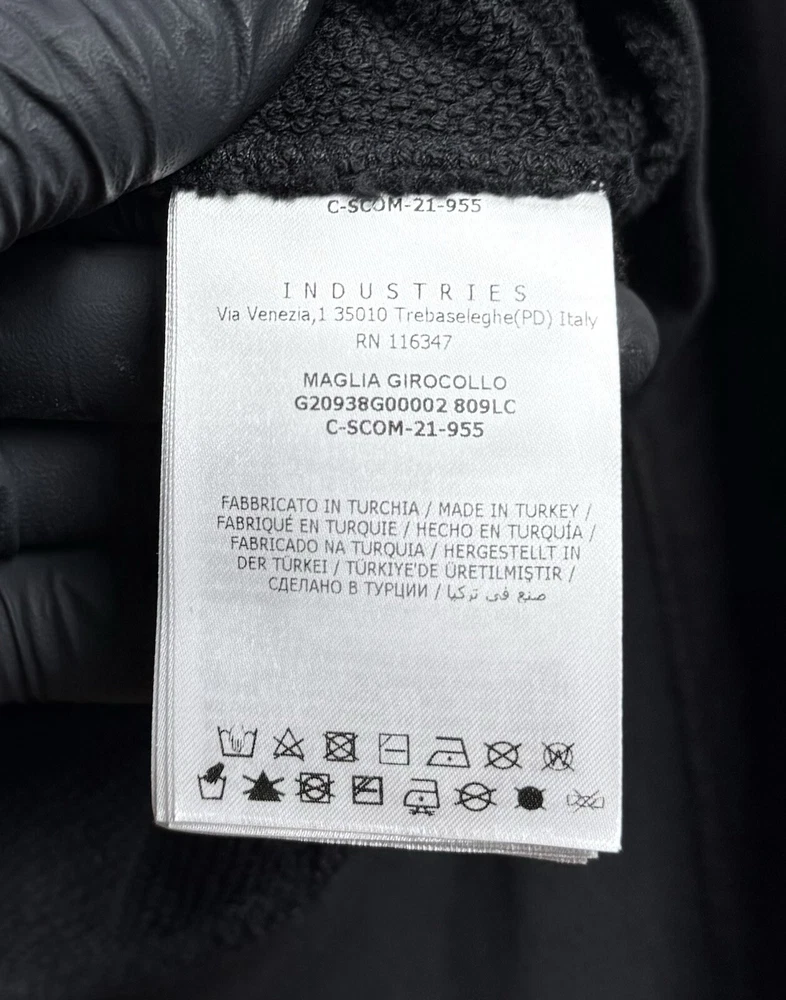 C-SCOM-21-955
INDUSTRIES
Via Venezia,1 35010 Trebaseleghe(PD) Italy
RN 116347
MAGLIA GIROCOLLO
G20938G00002 809LC
C-SCOM-21-955
FABBRICATO IN TURCHIA / MADE IN TURKEY /
FABRIQUÉ EN TURQUIE / HECHO EN TURQUÍA /
FABRICADO NA TURQUIA / HERGESTELLT IN
DER TÜRKEI / TÜRKIYE'DE ÜRETILMIŞTIR /
СДЕЛАНО В ТУРЦИИ / صنع في تركيا
W